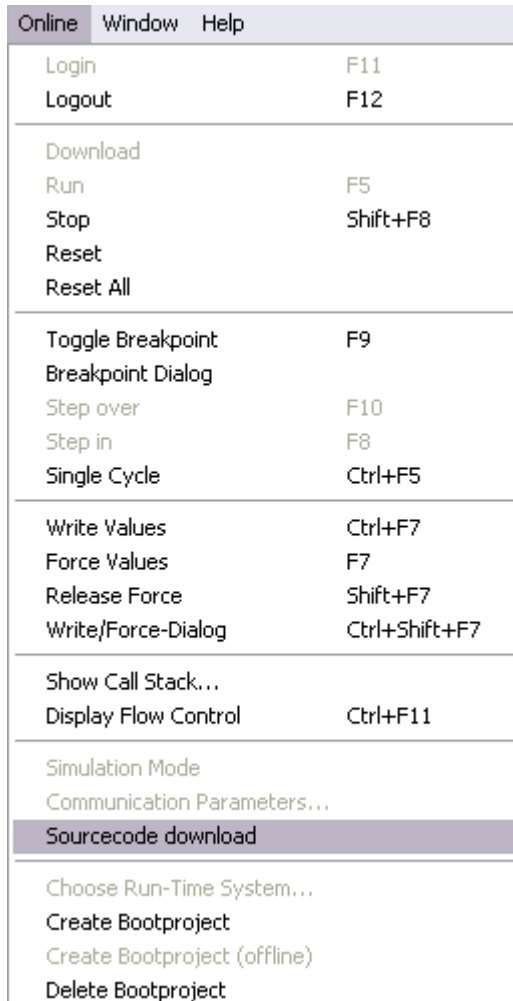 Online Window Help
Login F11
Logout F12
Download
Run F5
Stop Shift+F8
Reset
Reset All
Toggle Breakpoint F9
Breakpoint Dialog
Step over F10
Step in F8
Single Cycle Ctrl+F5
Write Values Ctrl+F7
Force Values F7
Release Force Shift+F7
Write/Force-Dialog Ctrl+Shift+F7
Show Call Stack...
Display Flow Control Ctrl+F11
Simulation Mode
Communication Parameters...
Sourcecode download
Choose Run-Time System...
Create Bootproject
Create Bootproject (offline)
Delete Bootproject